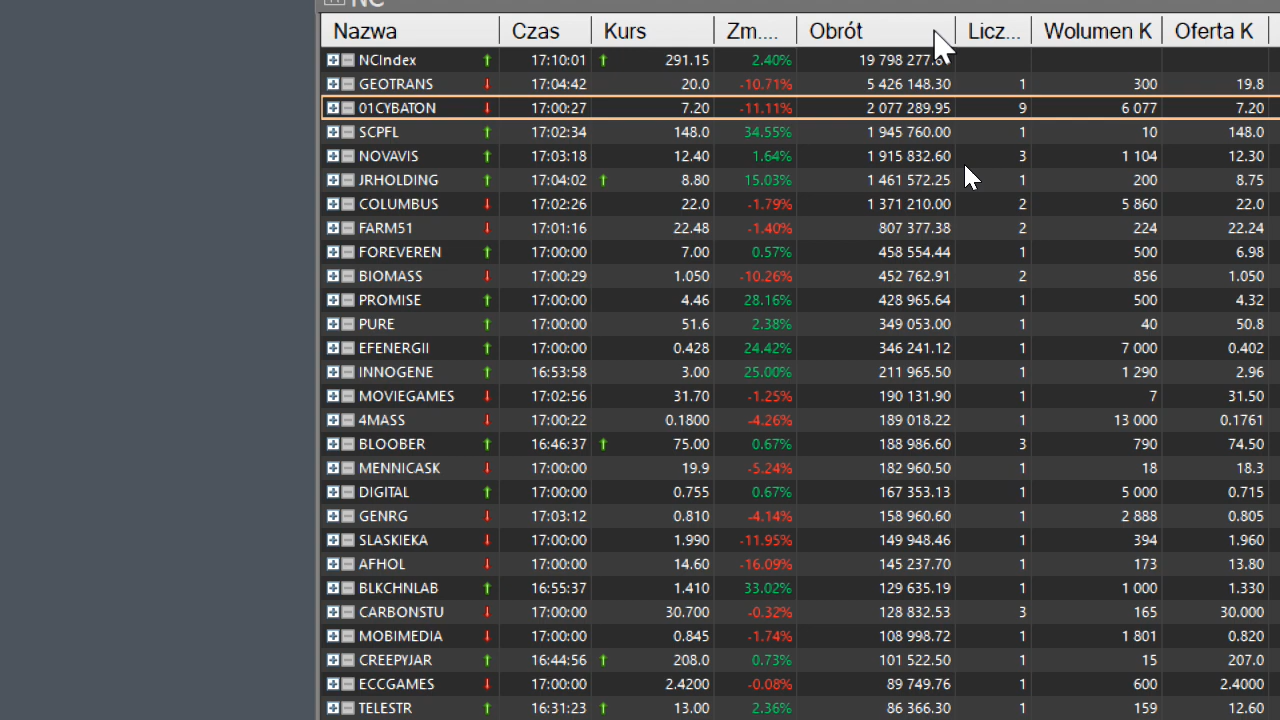 NC
Nazwa Czas Kurs Zm.... Obrót Licz... Wolumen K Oferta K
NCIndex 17:10:01 291.15 2.40% 19 798 277.
GEOTRANS 17:04:42 20.0 -10.71% 5 426 148.30 1 300 19.8
01CYBATON 17:00:27 7.20 -11.11% 2 077 289.95 9 6 077 7.20
SCPFL 17:02:34 148.0 34.55% 1 945 760.00 1 10 148.0
NOVAVIS 17:03:18 12.40 1.64% 1 915 832.60 3 1 104 12.30
JRHOLDING 17:04:02 8.80 15.03% 1 461 572.25 1 200 8.75
COLUMBUS 17:02:26 22.0 -1.79% 1 371 210.00 2 5 860 22.0
FARM51 17:01:16 22.48 -1.40% 807 377.38 2 224 22.24
FOREVEREN 17:00:00 7.00 0.57% 458 554.44 1 500 6.98
BIOMASS 17:00:29 1.050 -10.26% 452 762.91 2 856 1.050
PROMISE 17:00:00 4.46 28.16% 428 965.64 1 500 4.32
PURE 17:00:00 51.6 2.38% 349 053.00 1 40 50.8
EFENERGII 17:00:00 0.428 24.42% 346 241.12 1 7 000 0.402
INNOGENE 16:53:58 3.00 25.00% 211 965.50 1 1 290 2.96
MOVIEGAMES 17:02:56 31.70 -1.25% 190 131.90 1 7 31.50
4MASS 17:00:22 0.1800 -4.26% 189 018.22 1 13 000 0.1761
BLOOBER 16:46:37 75.00 0.67% 188 986.60 3 790 74.50
MENNICASK 17:00:00 19.9 -5.24% 182 960.50 1 18 18.3
DIGITAL 17:00:00 0.755 0.67% 167 353.13 1 5 000 0.715
GENRG 17:03:12 0.810 -4.14% 158 960.60 1 2 888 0.805
SLASKIEKA 17:00:00 1.990 -11.95% 149 948.46 1 394 1.960
AFHOL 17:00:00 14.60 -16.09% 145 237.70 1 173 13.80
BLKCHNLAB 16:55:37 1.410 33.02% 129 635.19 1 1 000 1.330
CARBONSTU 17:00:00 30.700 -0.32% 128 832.53 3 165 30.000
MOBIMEDIA 17:00:00 0.845 -1.74% 108 998.72 1 1 801 0.820
CREEPYJAR 16:44:56 208.0 0.73% 101 522.50 1 15 207.0
ECCGAMES 17:00:00 2.4200 -0.08% 89 749.76 1 600 2.4000
TELESTR 16:31:23 13.00 2.36% 86 366.30 1 159 12.60